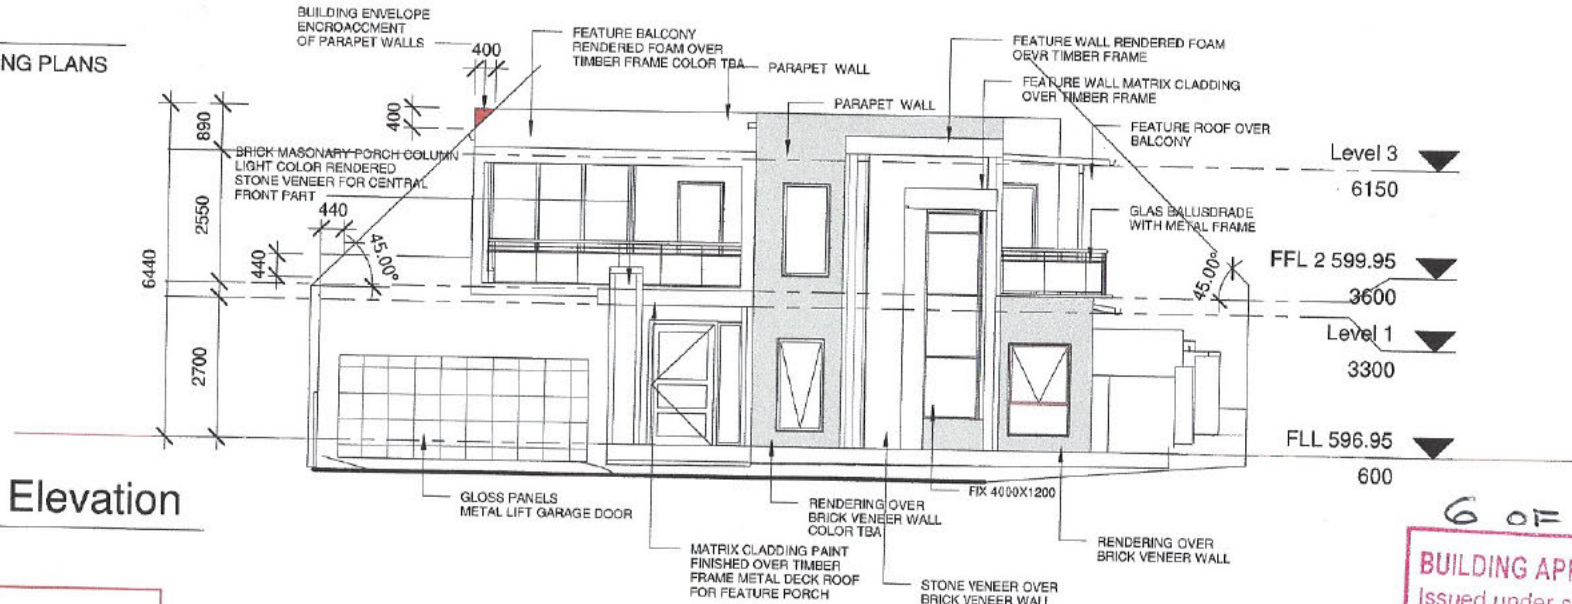 BUILDING ENVELOPE
ENCROACCMENT
OF PARAPET WALLS
400
FEATURE BALCONY
RENDERED FOAM OVER
TIMBER FRAME COLOR TBA
PARAPET WALL
FEATURE WALL RENDERED FOAM
OEVR TIMBER FRAME
NG PLANS
FEATURE WALL MATRIX CLADDING
OVER TIMBER FRAME
PARAPET WALL
890
400
FEATURE ROOF OVER
BALCONY
BRICK MASONARY PORCH COLUMN
LIGHT COLOR RENDERED
STONE VENEER FOR CENTRAL
FRONT PART
Level 3
6150
2550
440
GLAS BALUSDRADE
WITH METAL FRAME
6440
440
45.00°
45.00°
FFL 2 599.95
3600
Level 1
3300
2700
FLL 596.95
600
Elevation
GLOSS PANELS
METAL LIFT GARAGE DOOR
RENDERING OVER
BRICK VENEER WALL
COLOR TBA
FIX 4000X1200
6 OF
MATRIX CLADDING PAINT
FINISHED OVER TIMBER
FRAME METAL DECK ROOF
FOR FEATURE PORCH
STONE VENEER OVER
BRICK VENEER WALL
RENDERING OVER
BRICK VENEER WALL
BUILDING APP
Issued under s